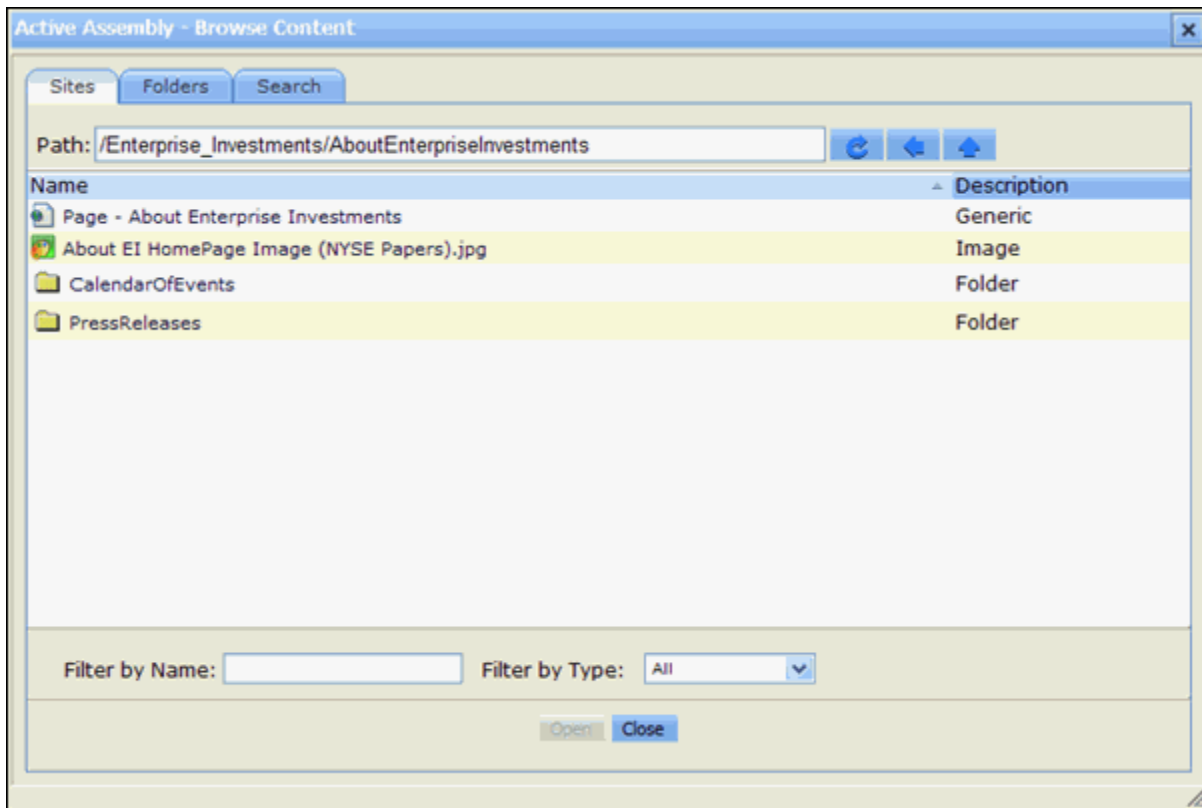 Active Assembly - Browse Content
Sites Folders Search
Path: /Enterprise_Investments/AboutEnterpriseInvestments
Name Description
Page - About Enterprise Investments Generic
About EI HomePage Image (NYSE Papers).jpg Image
CalendarOfEvents Folder
PressReleases Folder
Filter by Name: Filter by Type: All
Open Close